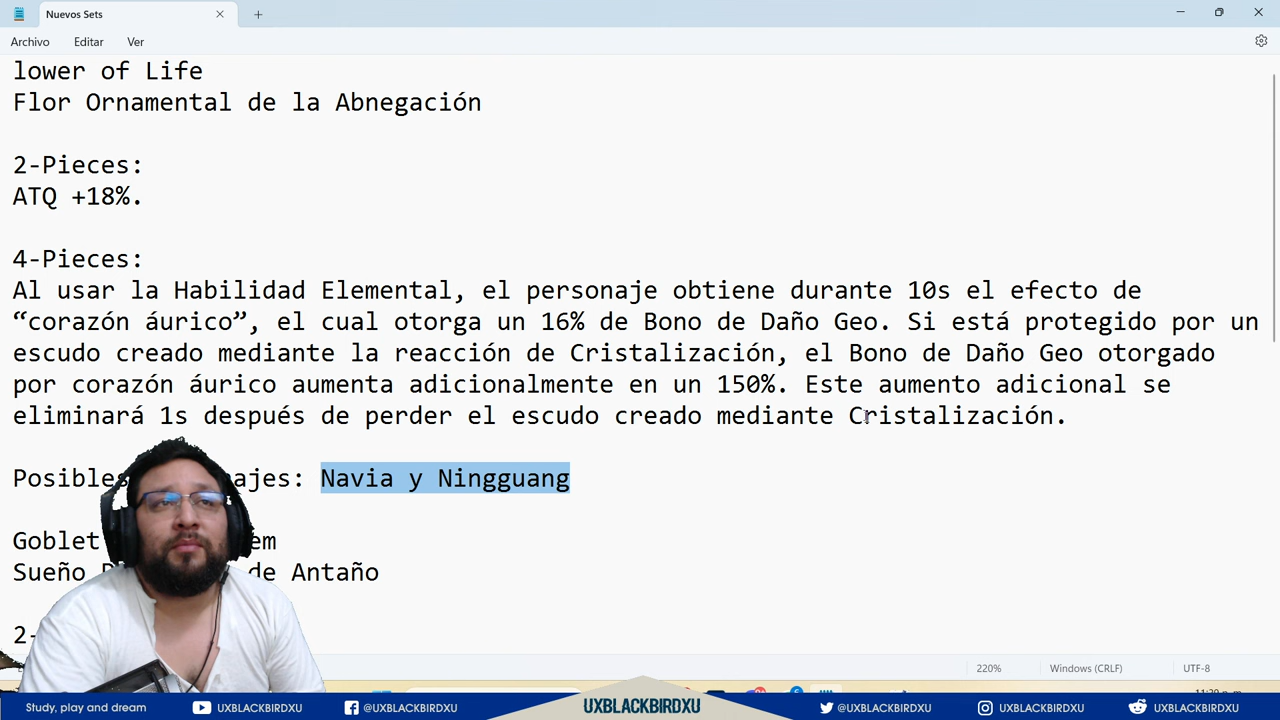 Nuevos Sets
Archivo Editar Ver
lower of Life
Flor Ornamental de la Abnegación
2-Pieces:
ATQ +18%.
4-Pieces:
Al usar la Habilidad Elemental, el personaje obtiene durante 10s el efecto de
“corazón áurico”, el cual otorga un 16% de Bono de Daño Geo. Si está protegido por un
escudo creado mediante la reacción de Cristalización, el Bono de Daño Geo otorgado
por corazón áurico aumenta adicionalmente en un 150%. Este aumento adicional se
eliminará 1s después de perder el escudo creado mediante Cristalización.
Posibles ajes: Navia y Ningguang
Goblet em
Sueño de Antaño
2-
220% Windows (CRLF) UTF-8
Study, play and dream UXBLACKBIRDXU @UXBLACKBIRDXU UXBLACKBIRDXU @UXBLACKBIRDXU UXBLACKBIRDXU UXBLACKBIRDXU